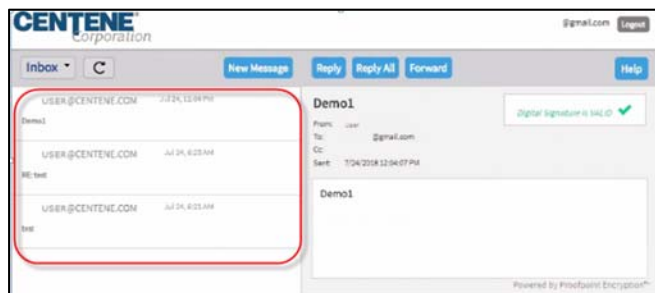 CENTENE
Corporation
@gmail.com Logout
Inbox New Message Reply Reply All Forward Help
USER@CENTENE.COM Jul 24, 12:04 PM
Demo1
USER@CENTENE.COM Jul 24, 6:25 AM
RE: test
USER@CENTENE.COM Jul 24, 6:23 AM
test
Demo1
Digital Signature is VALID
From: user
To: @gmail.com
Cc:
Sent: 7/24/2018 12:04:07 PM
Demo1
Powered by Proofpoint Encryption™